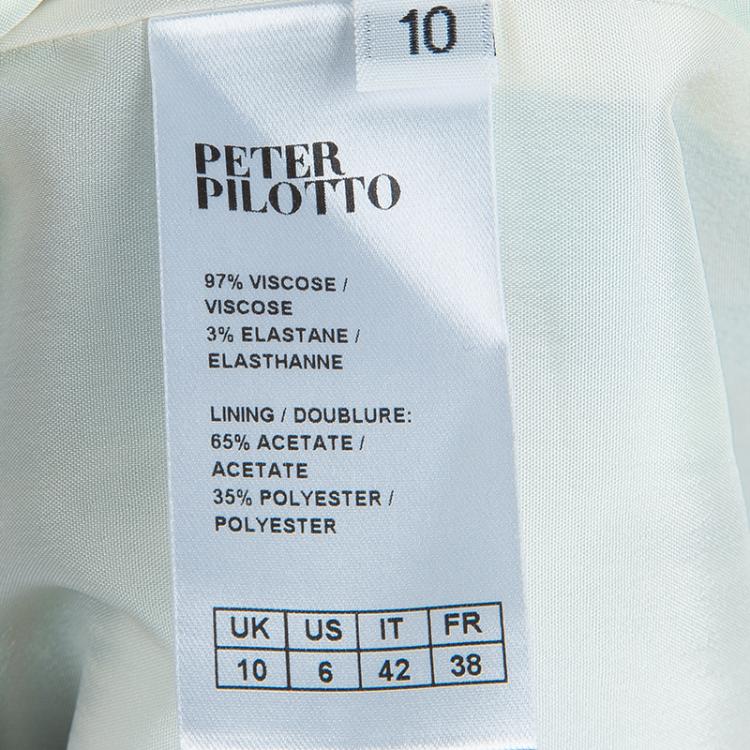 10
PETER
PILOTTO
97% VISCOSE /
VISCOSE
3% ELASTANE /
ELASTHANNE
LINING / DOUBLURE:
65% ACETATE /
ACETATE
35% POLYESTER /
POLYESTER
UK US IT FR
10 6 42 38